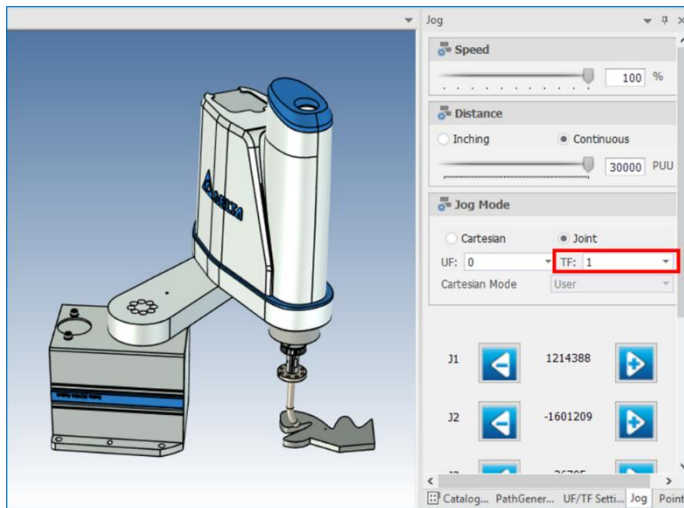 Jog
Speed
100 %
Distance
Inching Continuous
30000 PUU
Jog Mode
Cartesian Joint
UF: 0 TF: 1
Cartesian Mode User
J1 1214388
J2 -1601209
Catalog... PathGener... UF/TF Setti... Jog Point
DELTA